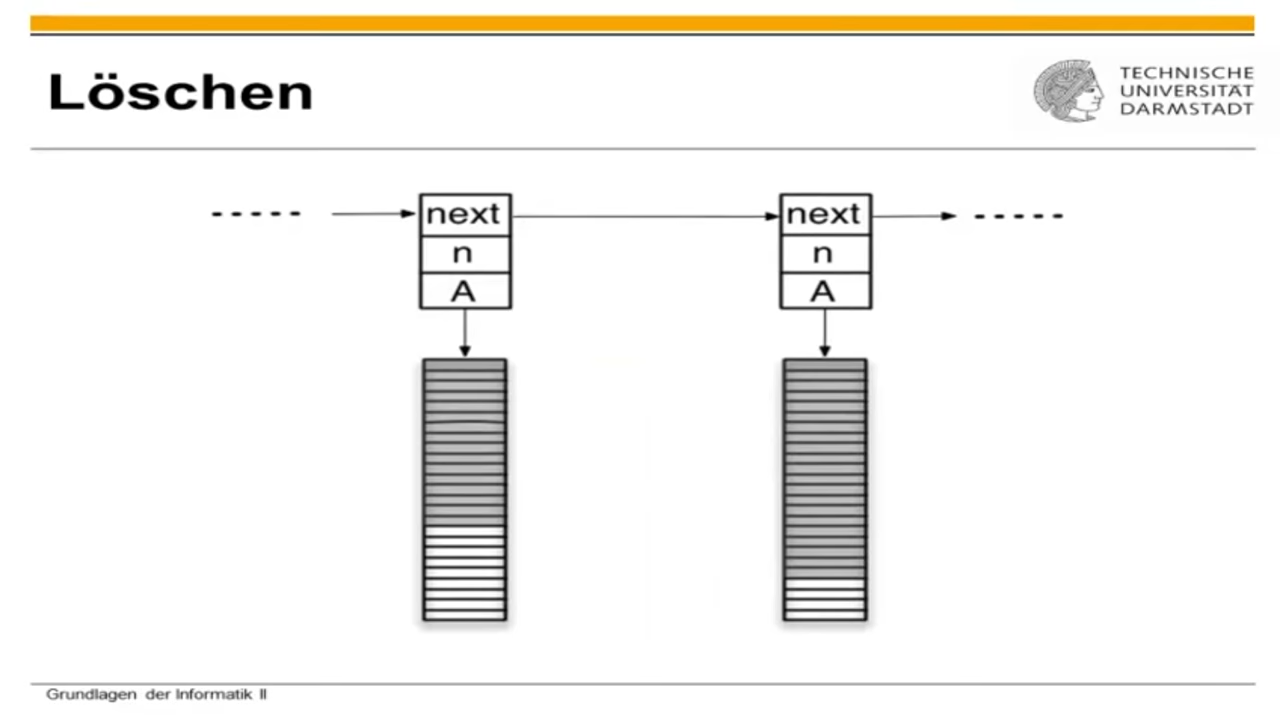 Löschen
TECHNISCHE
UNIVERSITÄT
DARMSTADT
next
next
n
n
A
A
Grundlagen der Informatik II